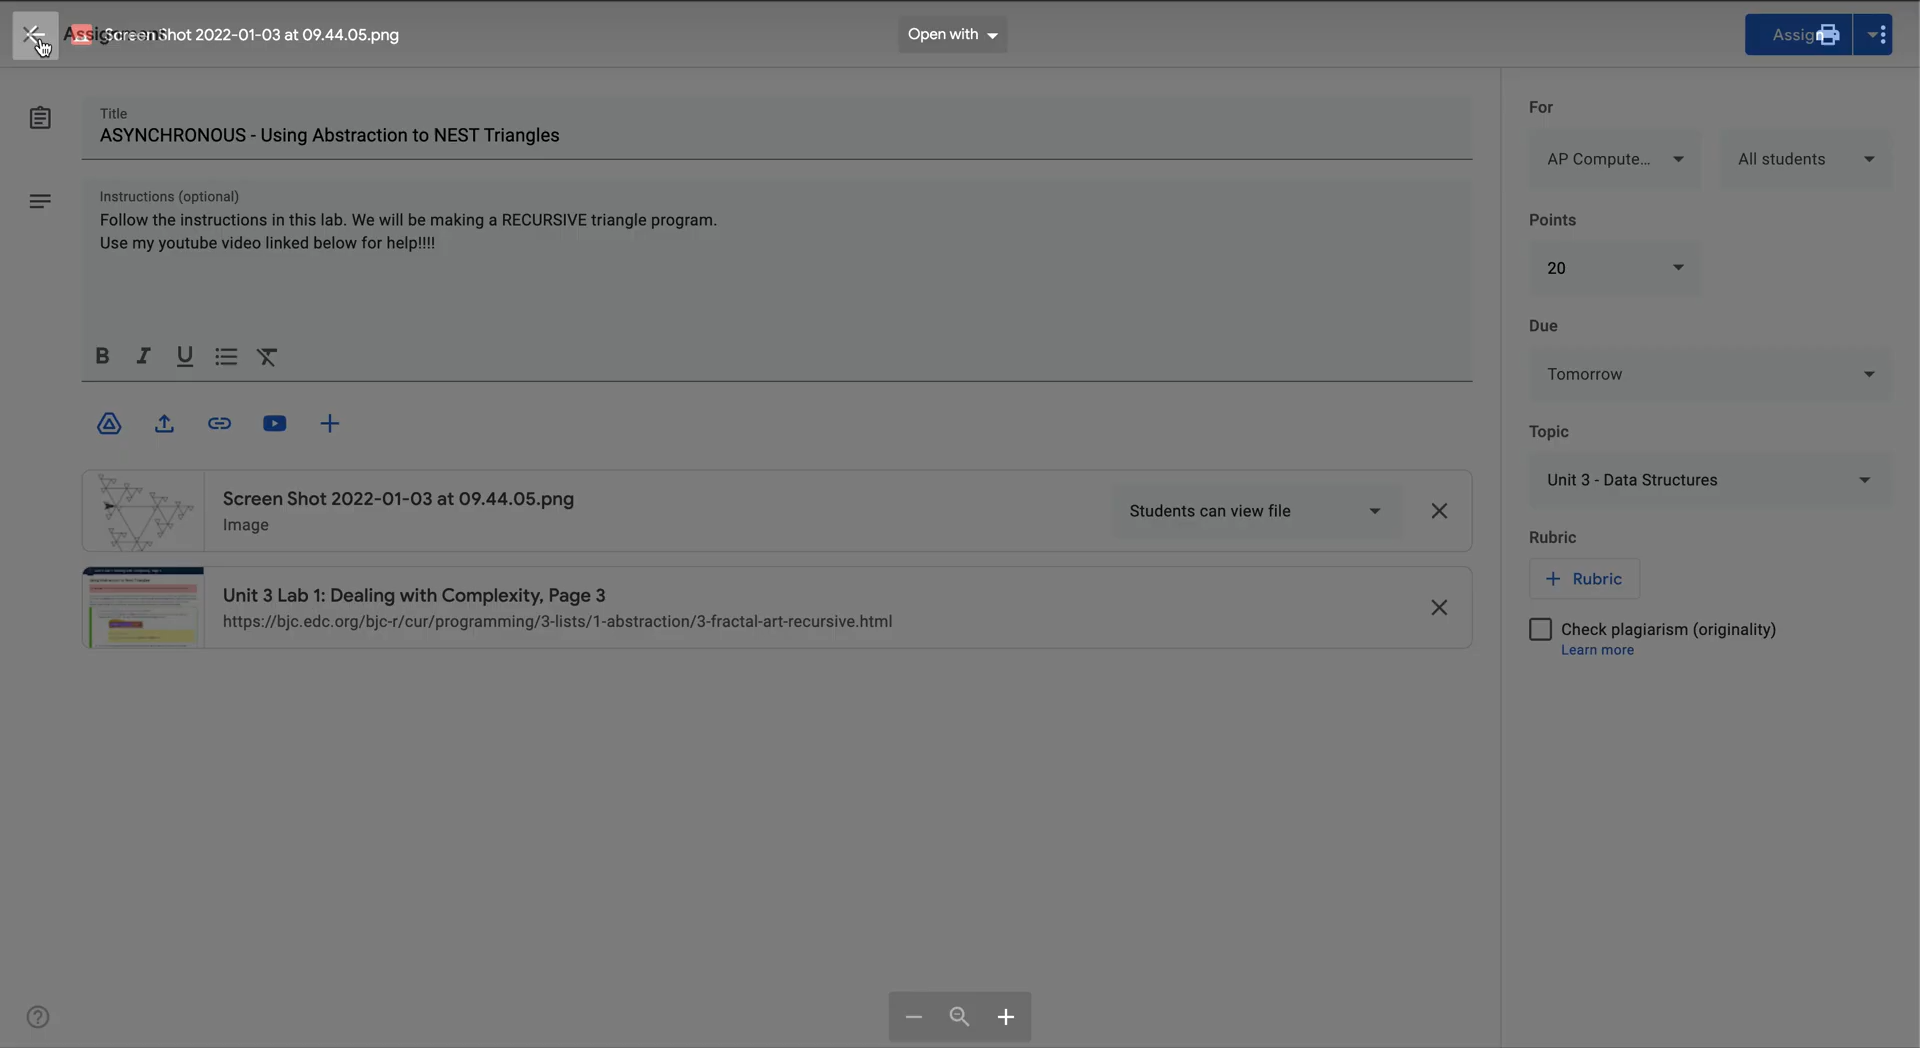 Assignment
Screen Shot 2022-01-03 at 09.44.05.png
Open with
Assign
Title
ASYNCHRONOUS - Using Abstraction to NEST Triangles
Instructions (optional)
Follow the instructions in this lab. We will be making a RECURSIVE triangle program.
Use my youtube video linked below for help!!!!
B I U
Screen Shot 2022-01-03 at 09.44.05.png
Image
Students can view file
Unit 3 Lab 1: Dealing with Complexity, Page 3
https://bjc.edc.org/bjc-r/cur/programming/3-lists/1-abstraction/3-fractal-art-recursive.html
For
AP Compute...
All students
Points
20
Due
Tomorrow
Topic
Unit 3 - Data Structures
Rubric
+ Rubric
Check plagiarism (originality)
Learn more